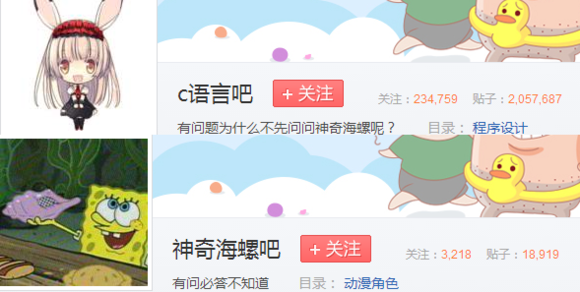 c语言吧 + 关注 关注：234,759 贴子：2,057,687
有问题为什么不先问问神奇海螺呢？ 目录： 程序设计
神奇海螺吧 + 关注 关注：3,218 贴子：18,919
有问必答不知道 目录： 动漫角色